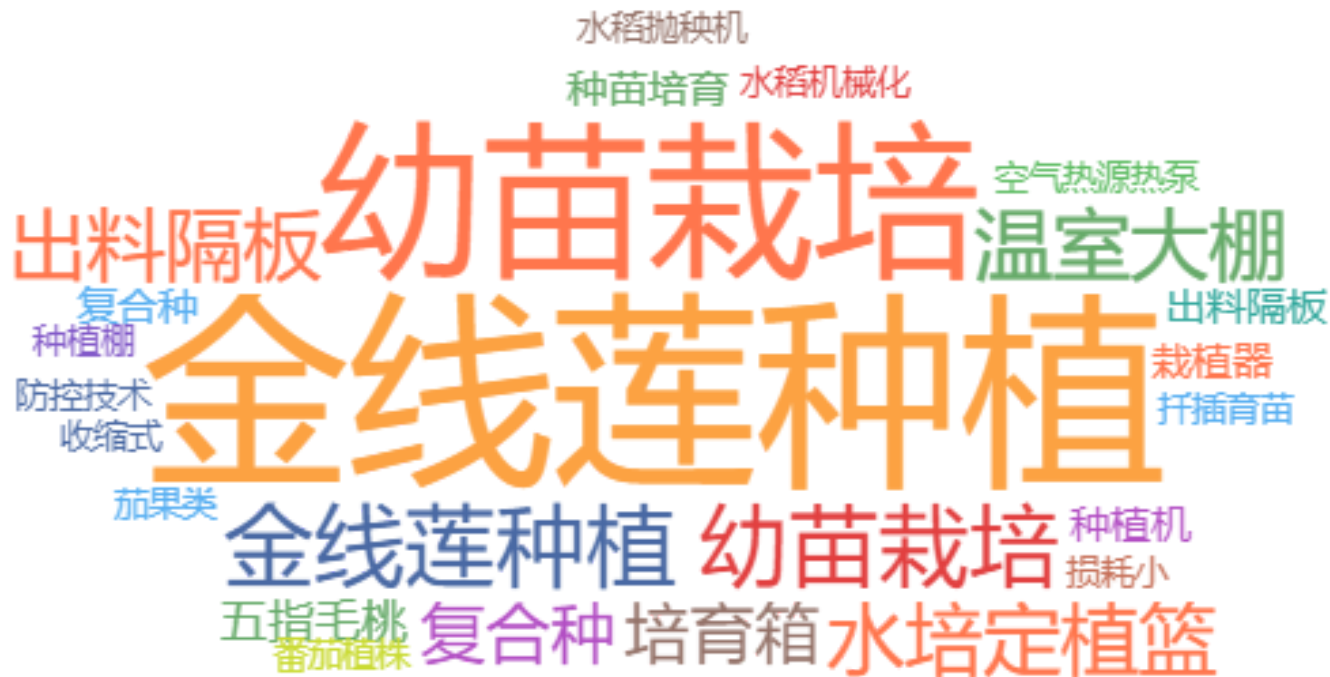 水稻抛秧机
种苗培育 水稻机械化
幼苗栽培
空气热源热泵
出料隔板
温室大棚
复合种
金线莲种植
出料隔板
种植棚
栽植器
防控技术
扦插育苗
收缩式
茄果类
金线莲种植
幼苗栽培
种植机
损耗小
五指毛桃
复合种
培育箱
水培定植篮
番茄植株